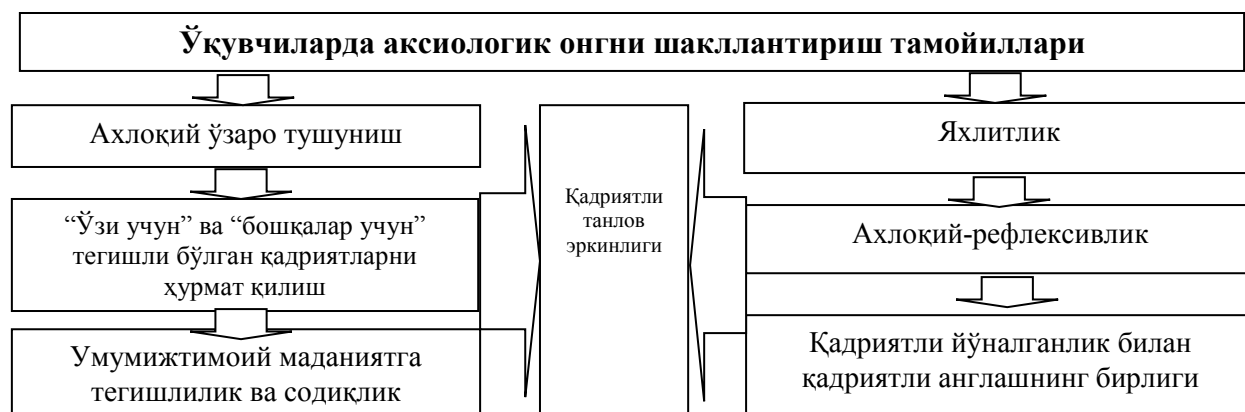 Ўқувчиларда аксиологик онгни шакллантириш тамойиллари
Ахлоқий ўзаро тушуниш
“Ўзи учун” ва “бошқалар учун”
тегишли бўлган қадриятларни
ҳурмат қилиш
Умумижтимоий маданиятга
тегишлилик ва содиқлик
Қадриятли
танлов
эркинлиги
Яхлитлик
Ахлоқий-рефлексивлик
Қадриятли йўналганлик билан
қадриятли англашнинг бирлиги